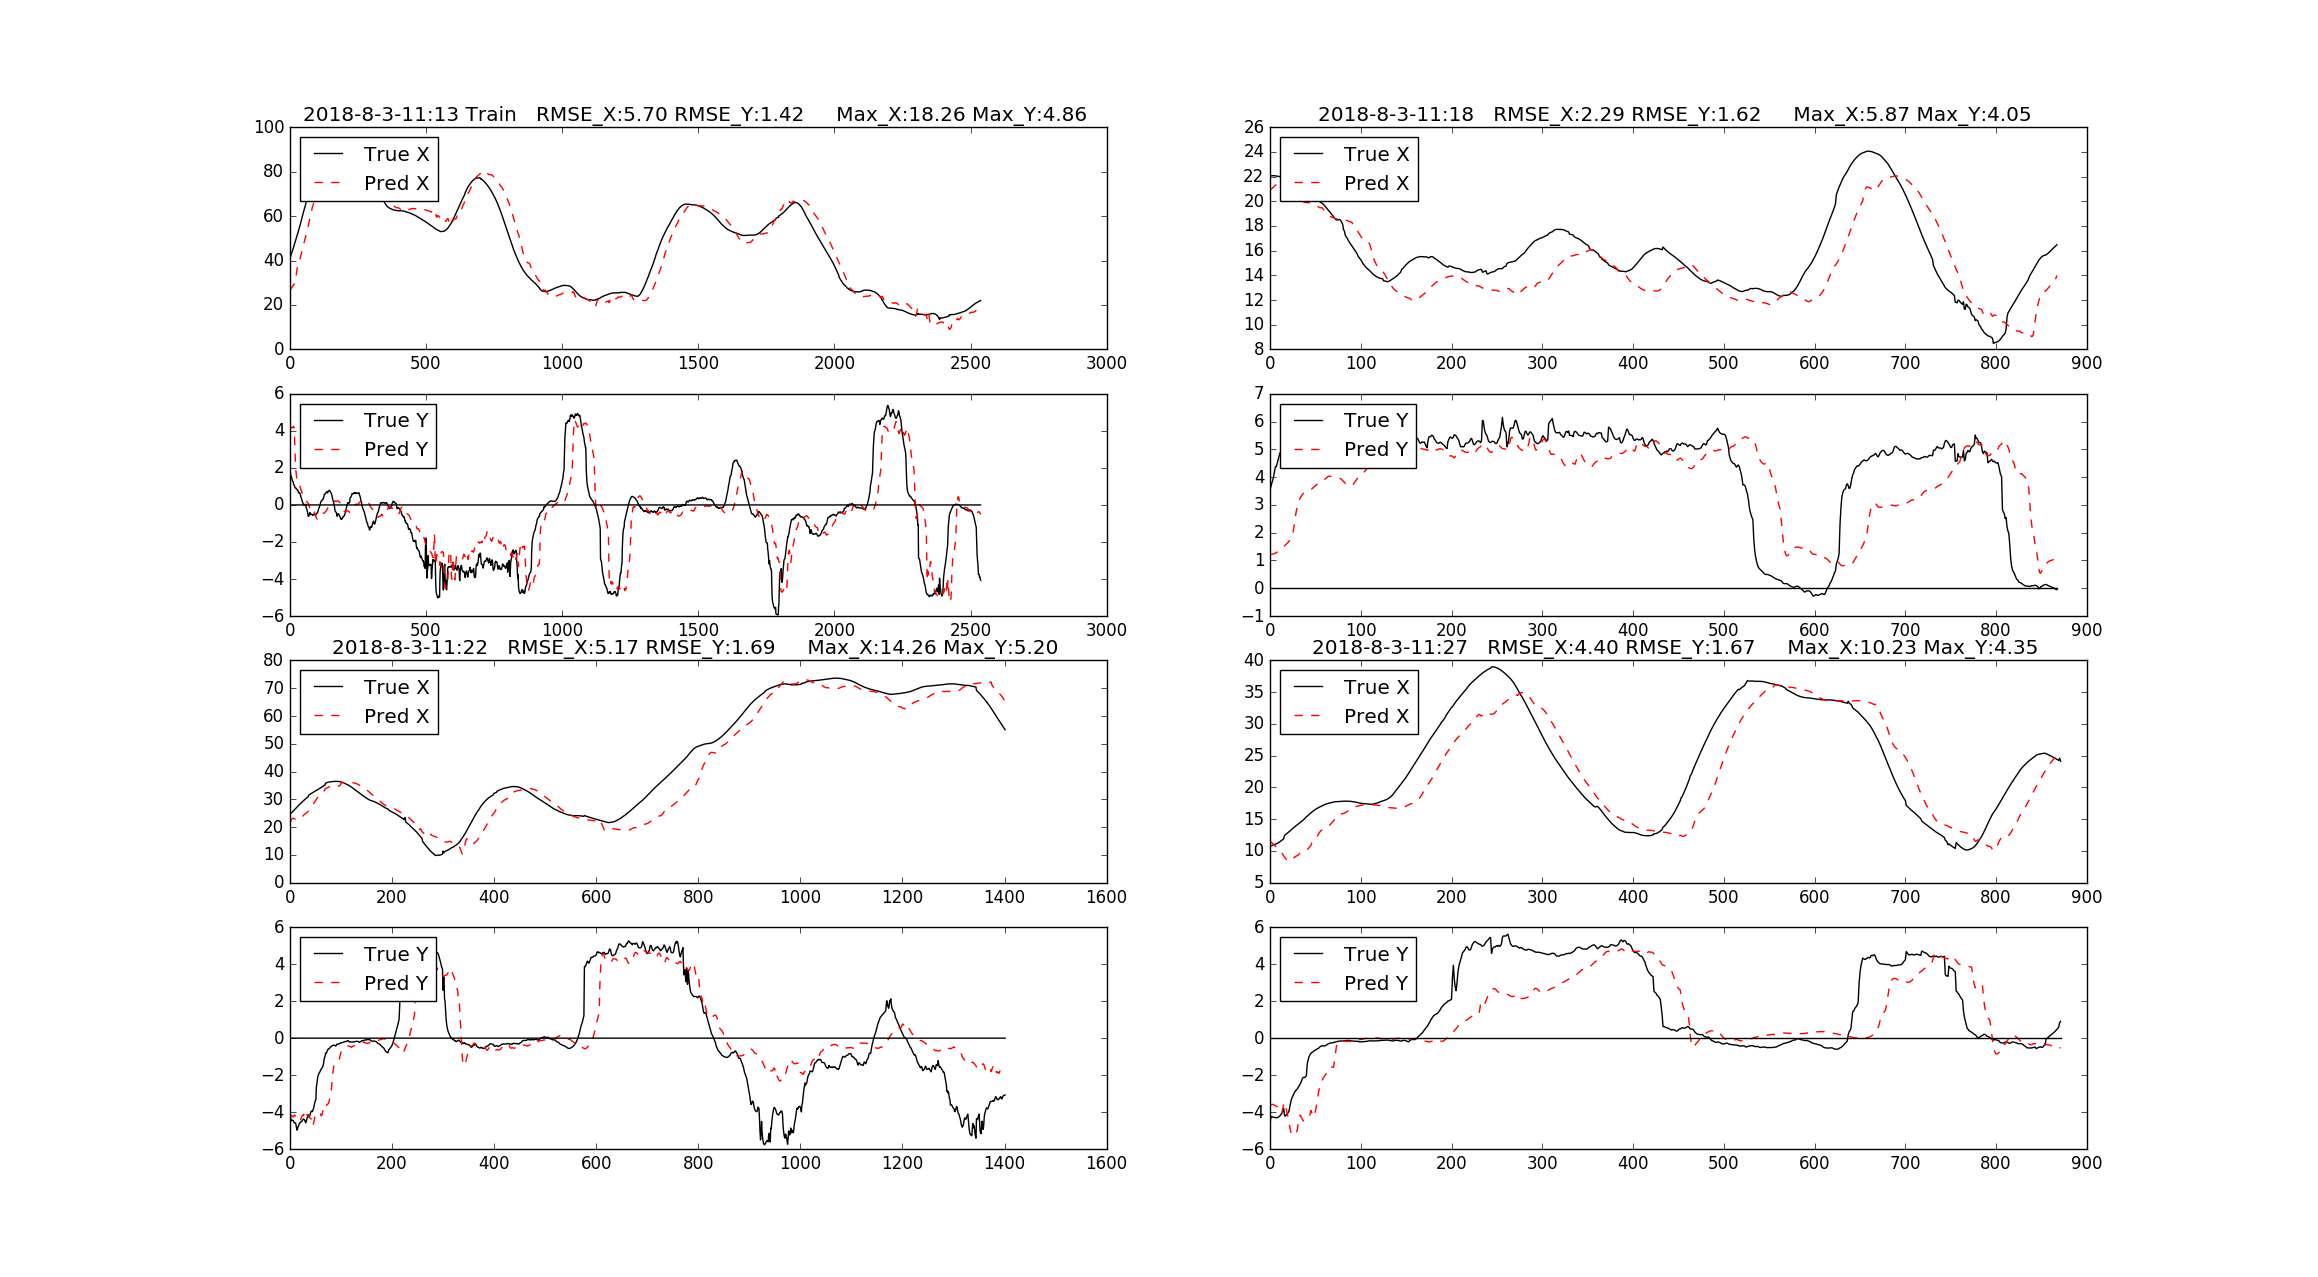 2018-8-3-11:13 Train RMSE_X:5.70 RMSE_Y:1.42 Max_X:18.26 Max_Y:4.86
100
80
60
40
20
0
True X
Pred X
0 500 1000 1500 2000 2500 3000
6
4
2
0
−2
−4
−6
True Y
Pred Y
0 500 1000 1500 2000 2500 3000
2018-8-3-11:18 RMSE_X:2.29 RMSE_Y:1.62 Max_X:5.87 Max_Y:4.05
26
24
22
20
18
16
14
12
10
8
True X
Pred X
0 100 200 300 400 500 600 700 800 900
7
6
5
4
3
2
1
0
−1
True Y
Pred Y
0 100 200 300 400 500 600 700 800 900
2018-8-3-11:22 RMSE_X:5.17 RMSE_Y:1.69 Max_X:14.26 Max_Y:5.20
80
70
60
50
40
30
20
10
0
True X
Pred X
0 200 400 600 800 1000 1200 1400 1600
6
4
2
0
−2
−4
−6
True Y
Pred Y
0 200 400 600 800 1000 1200 1400 1600
2018-8-3-11:27 RMSE_X:4.40 RMSE_Y:1.67 Max_X:10.23 Max_Y:4.35
40
35
30
25
20
15
10
5
True X
Pred X
0 100 200 300 400 500 600 700 800 900
6
4
2
0
−2
−4
−6
True Y
Pred Y
0 100 200 300 400 500 600 700 800 900